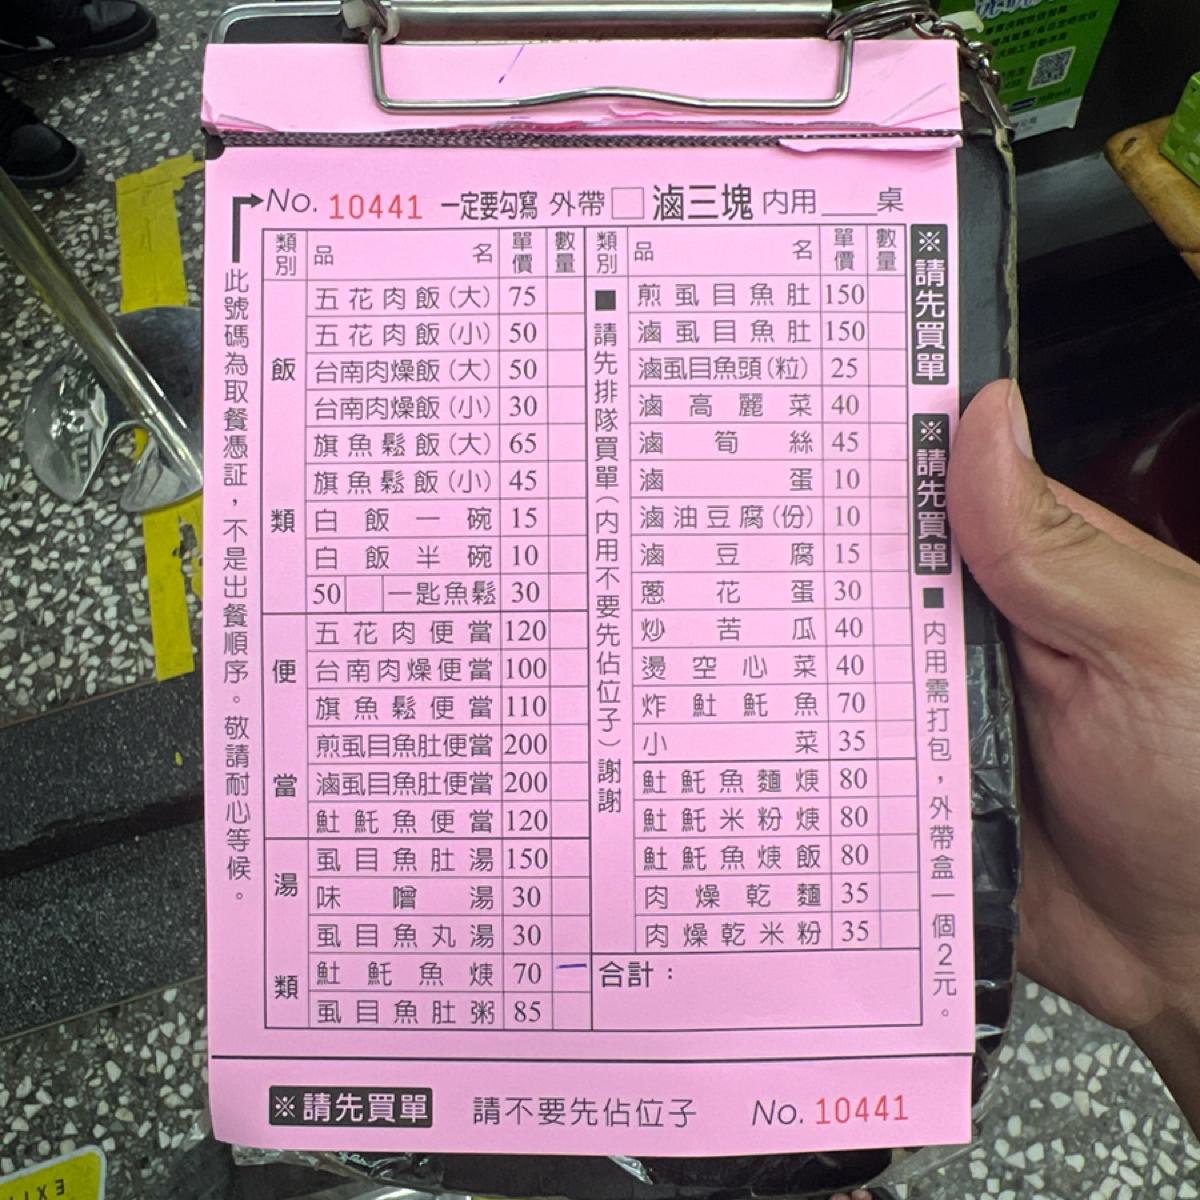 No. 10441 一定要勾寫 外帶□ 滷三塊 內用____桌
此號碼為取餐憑証，不是出餐順序。敬請耐心等候。
類別 品名 單價 數量
飯類
五花肉飯(大) 75
五花肉飯(小) 50
台南肉燥飯(大) 50
台南肉燥飯(小) 30
旗魚鬆飯(大) 65
旗魚鬆飯(小) 45
白飯一碗 15
白飯半碗 10
50 一匙魚鬆 30
便當
五花肉便當 120
台南肉燥便當 100
旗魚鬆便當 110
煎虱目魚肚便當 200
滷虱目魚肚便當 200
䰾魠魚便當 120
湯類
虱目魚肚湯 150
味噌湯 30
虱目魚丸湯 30
魠魚焿 70
虱目魚肚粥 85
類別 品名 單價 數量
■請先排隊買單(內用不要先佔位子)謝謝
煎虱目魚肚 150
滷虱目魚肚 150
滷虱目魚頭(粒) 25
滷高麗菜 40
滷筍絲 45
滷蛋 10
滷油豆腐(份) 10
滷豆腐 15
蔥花蛋 30
炒苦瓜 40
燙空心菜 40
炸魠魚 70
小菜 35
魠魚麵焿 80
魠米粉焿 80
魠魚焿飯 80
肉燥乾麵 35
肉燥乾米粉 35
合計：
※請先買單
※請先買單
■內用需打包，外帶盒一個2元。
※請先買單 請不要先佔位子 No. 10441